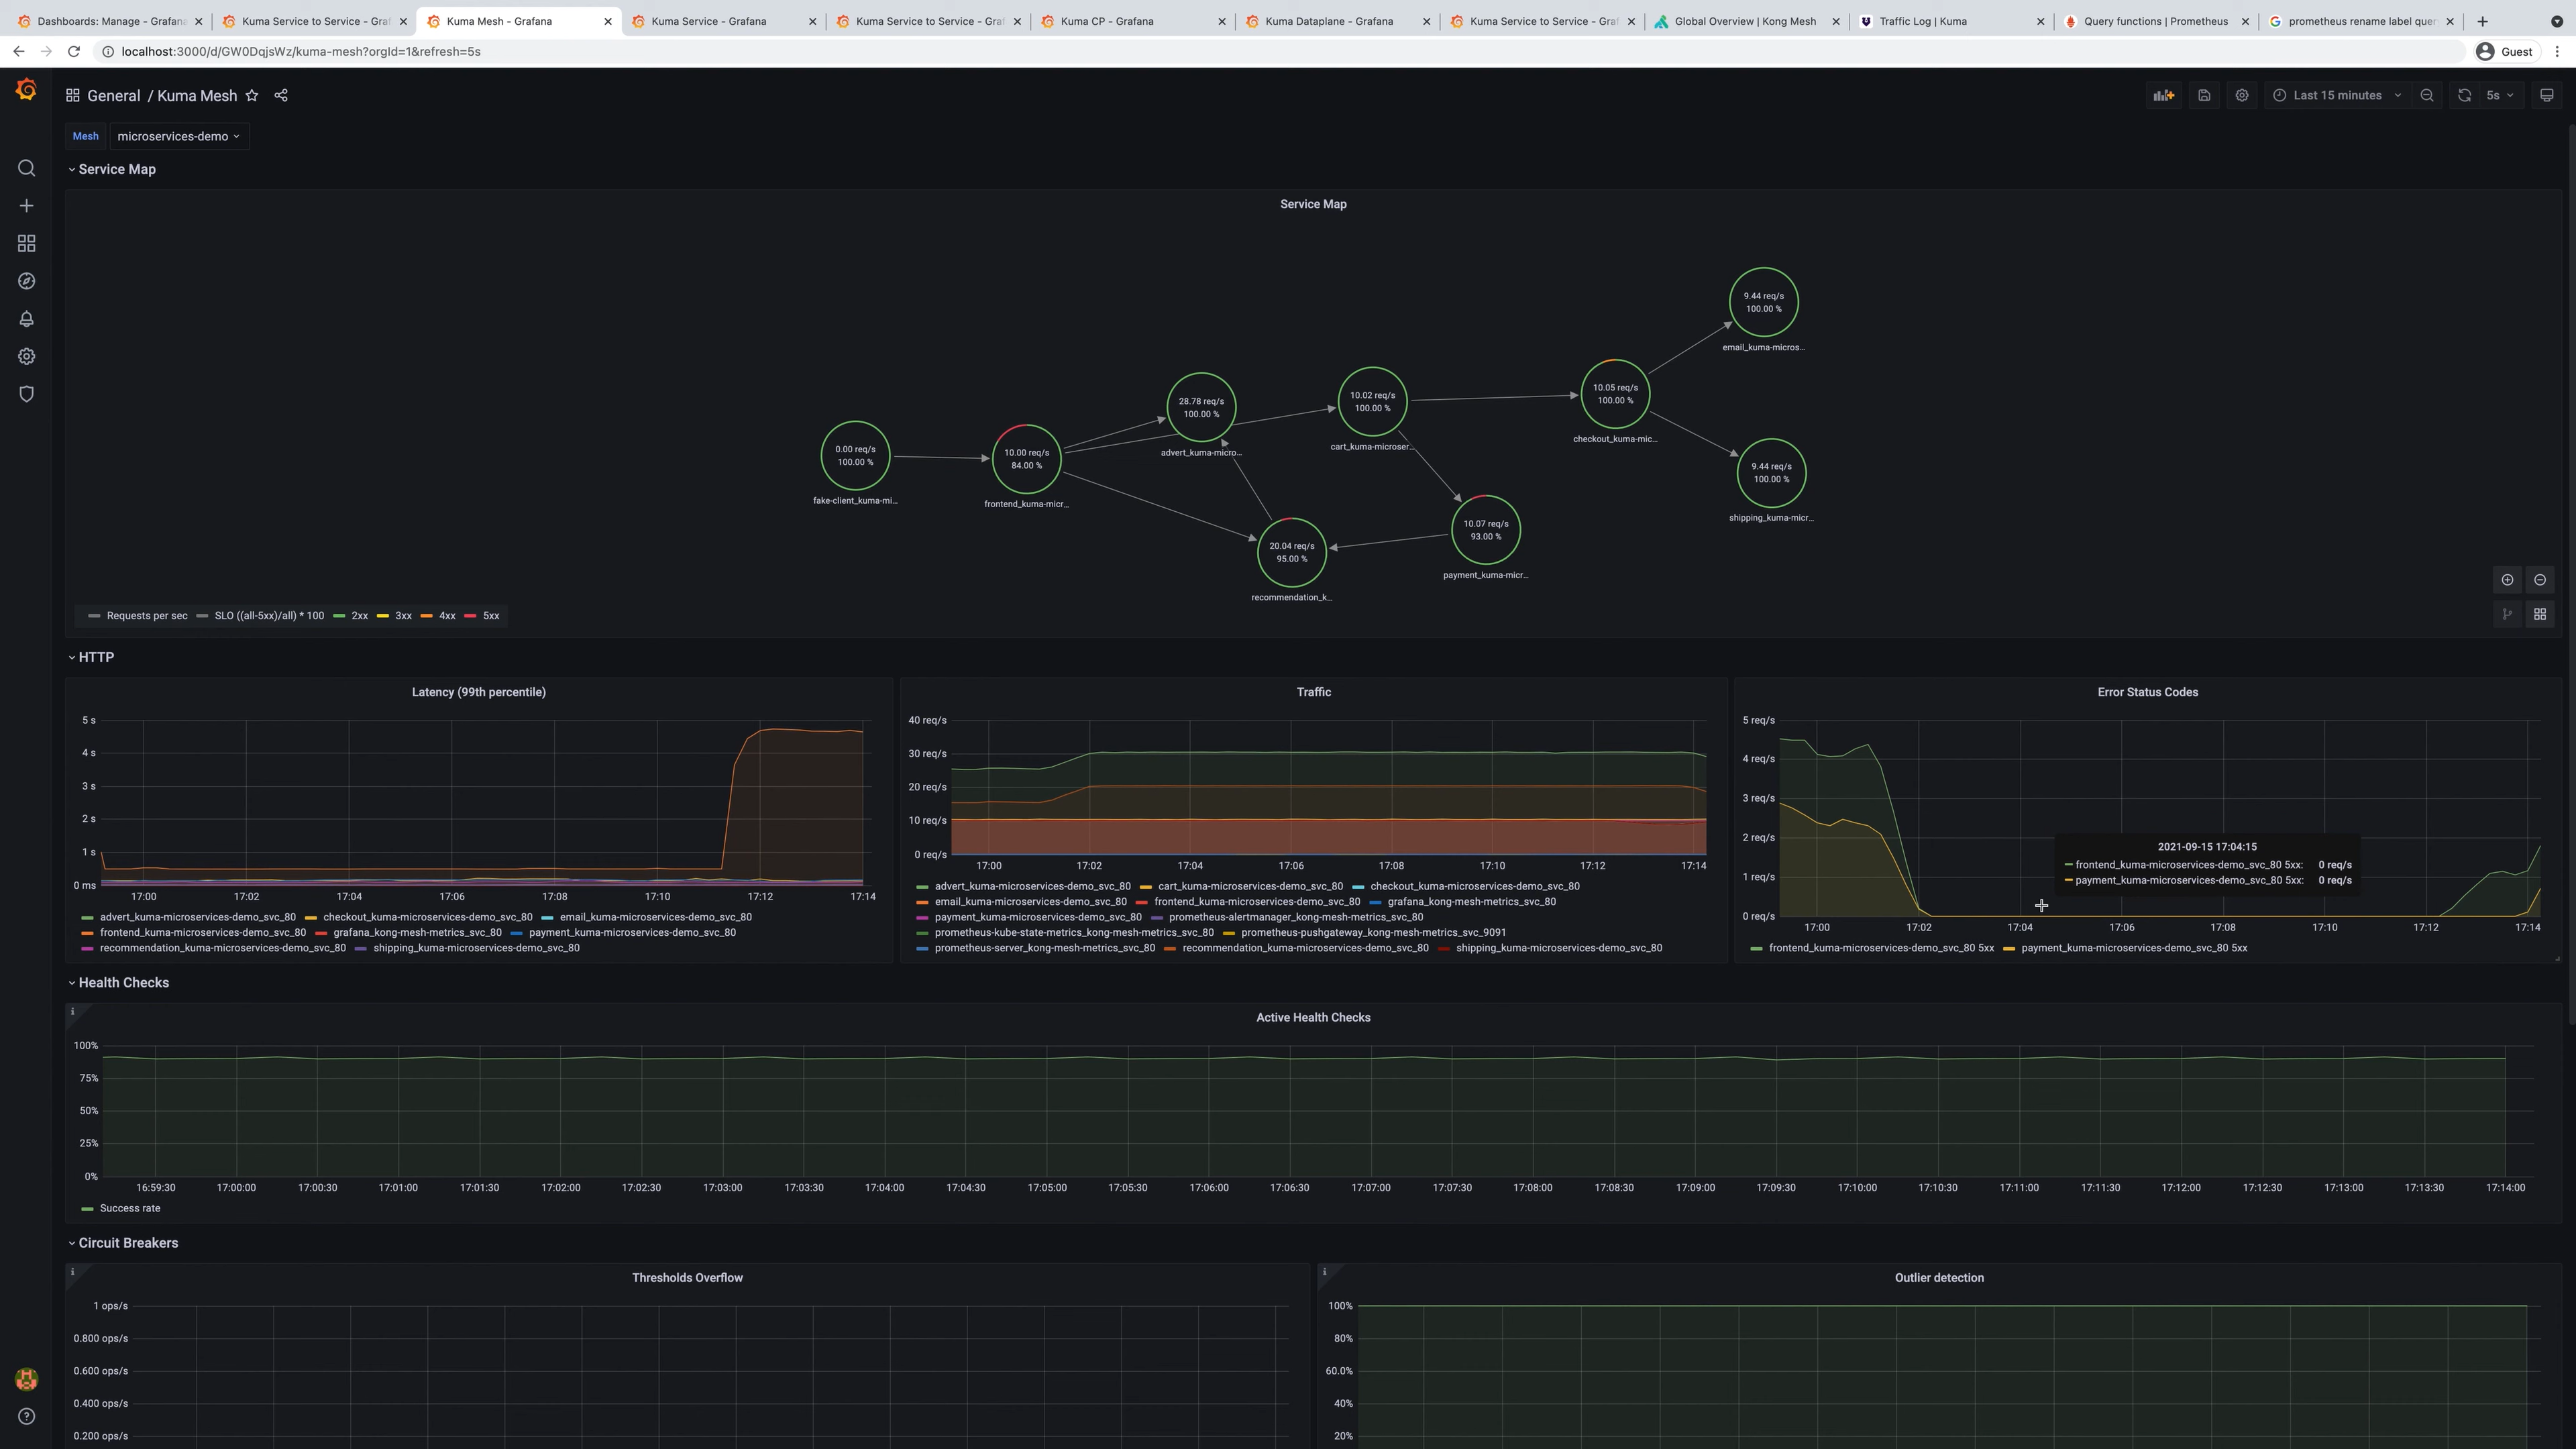 Dashboards: Manage - Grafana
Kuma Service to Service - Graf
Kuma Mesh - Grafana
Kuma Service - Grafana
Kuma Service to Service - Graf
Kuma CP - Grafana
Kuma Dataplane - Grafana
Kuma Service to Service - Graf
Global Overview | Kong Mesh
Traffic Log | Kuma
Query functions | Prometheus
prometheus rename label quer
localhost:3000/d/GW0DqjsWz/kuma-mesh?orgId=1&refresh=5s
Guest
General / Kuma Mesh
Last 15 minutes
5s
Mesh microservices-demo
Service Map
Service Map
9.44 req/s
100.00 %
email_kuma-micros...
28.78 req/s
100.00 %
advert_kuma-micro...
10.02 req/s
100.00 %
cart_kuma-microser...
10.05 req/s
100.00 %
checkout_kuma-mic...
0.00 req/s
100.00 %
fake-client_kuma-mi...
10.00 req/s
84.00 %
frontend_kuma-micr...
9.44 req/s
100.00 %
shipping_kuma-micr...
20.04 req/s
95.00 %
recommendation_k...
10.07 req/s
93.00 %
payment_kuma-micr...
Requests per sec SLO ((all-5xx)/all) * 100 2xx 3xx 4xx 5xx
HTTP
Latency (99th percentile)
5 s
4 s
3 s
2 s
1 s
0 ms
17:00 17:02 17:04 17:06 17:08 17:10 17:12 17:14
advert_kuma-microservices-demo_svc_80 checkout_kuma-microservices-demo_svc_80 email_kuma-microservices-demo_svc_80
frontend_kuma-microservices-demo_svc_80 grafana_kong-mesh-metrics_svc_80 payment_kuma-microservices-demo_svc_80
recommendation_kuma-microservices-demo_svc_80 shipping_kuma-microservices-demo_svc_80
Traffic
40 req/s
30 req/s
20 req/s
10 req/s
0 req/s
17:00 17:02 17:04 17:06 17:08 17:10 17:12 17:14
advert_kuma-microservices-demo_svc_80 cart_kuma-microservices-demo_svc_80 checkout_kuma-microservices-demo_svc_80
email_kuma-microservices-demo_svc_80 frontend_kuma-microservices-demo_svc_80 grafana_kong-mesh-metrics_svc_80
payment_kuma-microservices-demo_svc_80 prometheus-alertmanager_kong-mesh-metrics_svc_80
prometheus-kube-state-metrics_kong-mesh-metrics_svc_80 prometheus-pushgateway_kong-mesh-metrics_svc_9091
prometheus-server_kong-mesh-metrics_svc_80 recommendation_kuma-microservices-demo_svc_80 shipping_kuma-microservices-demo_svc_80
Error Status Codes
5 req/s
4 req/s
3 req/s
2 req/s
1 req/s
0 req/s
2021-09-15 17:04:15
frontend_kuma-microservices-demo_svc_80 5xx: 0 req/s
payment_kuma-microservices-demo_svc_80 5xx: 0 req/s
17:00 17:02 17:04 17:06 17:08 17:10 17:12 17:14
frontend_kuma-microservices-demo_svc_80 5xx payment_kuma-microservices-demo_svc_80 5xx
Health Checks
Active Health Checks
100%
75%
50%
25%
0%
16:59:30 17:00:00 17:00:30 17:01:00 17:01:30 17:02:00 17:02:30 17:03:00 17:03:30 17:04:00 17:04:30 17:05:00 17:05:30 17:06:00 17:06:30 17:07:00 17:07:30 17:08:00 17:08:30 17:09:00 17:09:30 17:10:00 17:10:30 17:11:00 17:11:30 17:12:00 17:12:30 17:13:00 17:13:30 17:14:00
Success rate
Circuit Breakers
Thresholds Overflow
1 ops/s
0.800 ops/s
0.600 ops/s
0.400 ops/s
0.200 ops/s
Outlier detection
100%
80%
60.0%
40%
20%